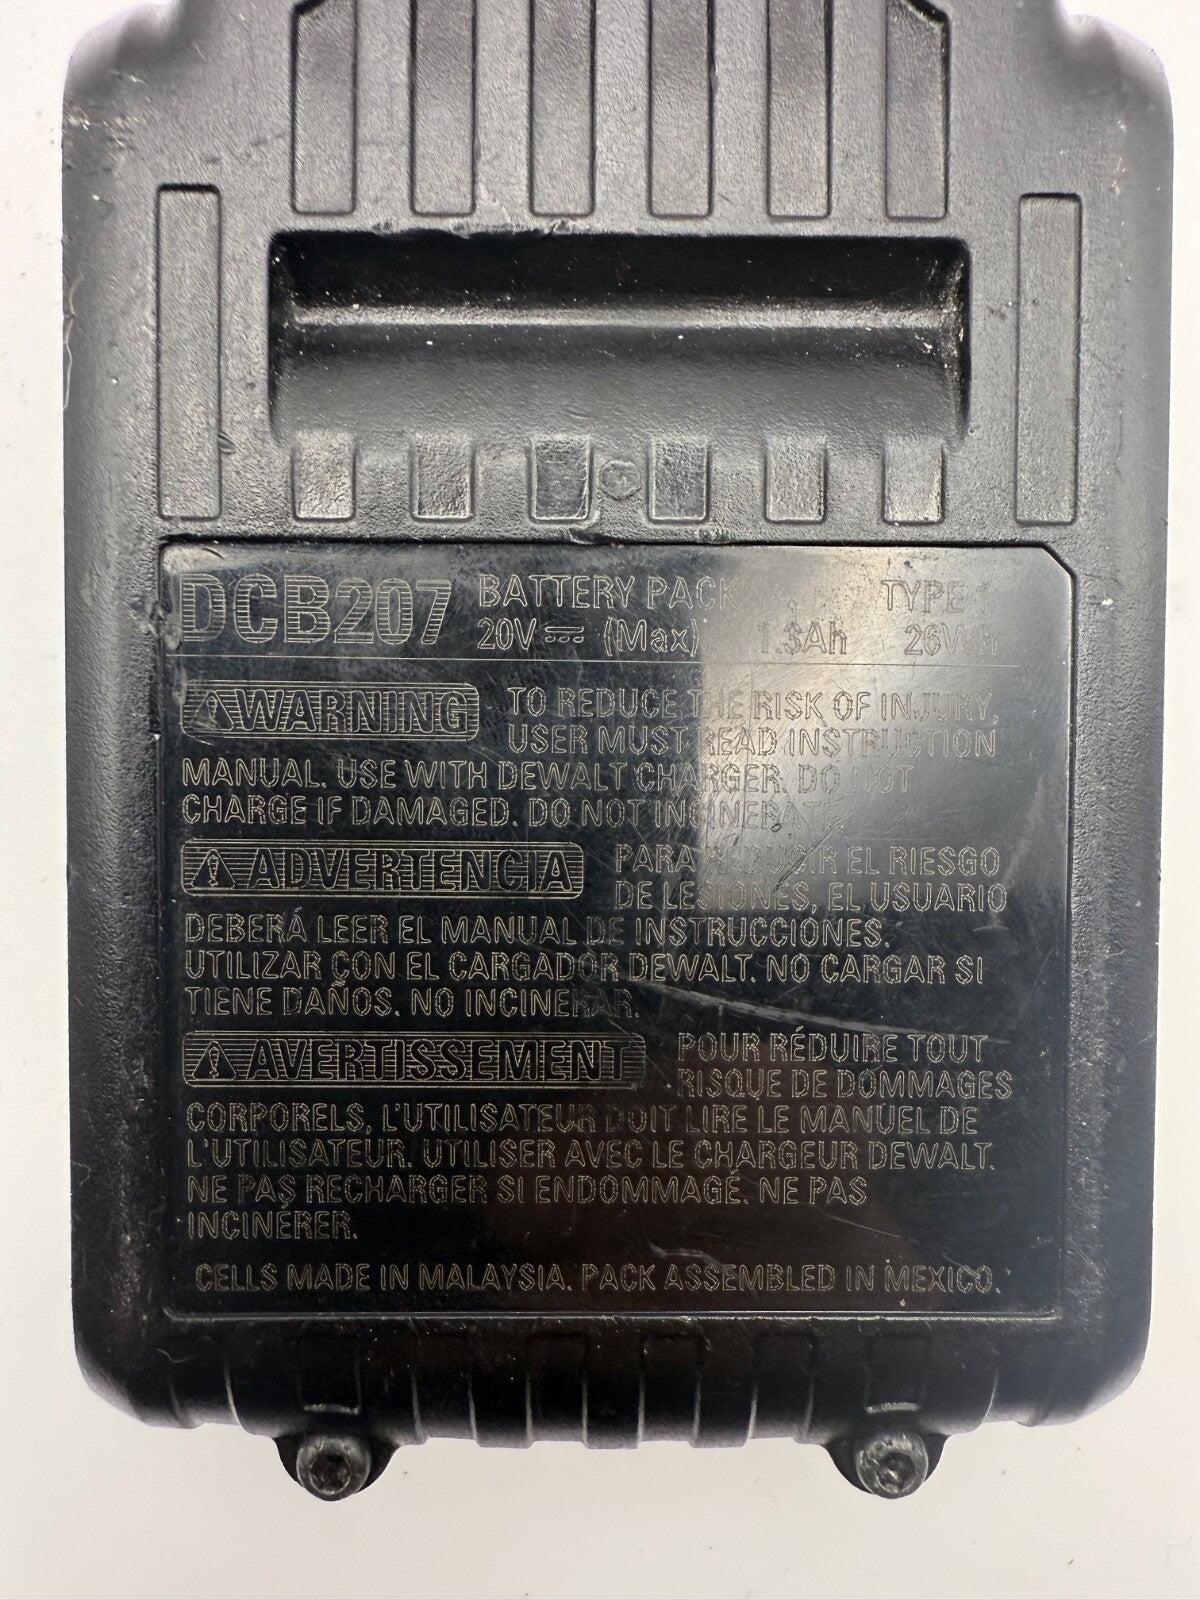 DCB207 BATTERY PACK TYPE 1
20V ⎓ (Max) 1.3Ah 26Wh
⚠WARNING TO REDUCE THE RISK OF INJURY,
USER MUST READ INSTRUCTION
MANUAL. USE WITH DEWALT CHARGER. DO NOT
CHARGE IF DAMAGED. DO NOT INCINERATE.
⚠ADVERTENCIA PARA REDUCIR EL RIESGO
DE LESIONES, EL USUARIO
DEBERÁ LEER EL MANUAL DE INSTRUCCIONES.
UTILIZAR CON EL CARGADOR DEWALT. NO CARGAR SI
TIENE DAÑOS. NO INCINERAR.
⚠AVERTISSEMENT POUR RÉDUIRE TOUT
RISQUE DE DOMMAGES
CORPORELS, L'UTILISATEUR DOIT LIRE LE MANUEL DE
L'UTILISATEUR. UTILISER AVEC LE CHARGEUR DEWALT.
NE PAS RECHARGER SI ENDOMMAGÉ. NE PAS
INCINÉRER.
CELLS MADE IN MALAYSIA. PACK ASSEMBLED IN MEXICO.